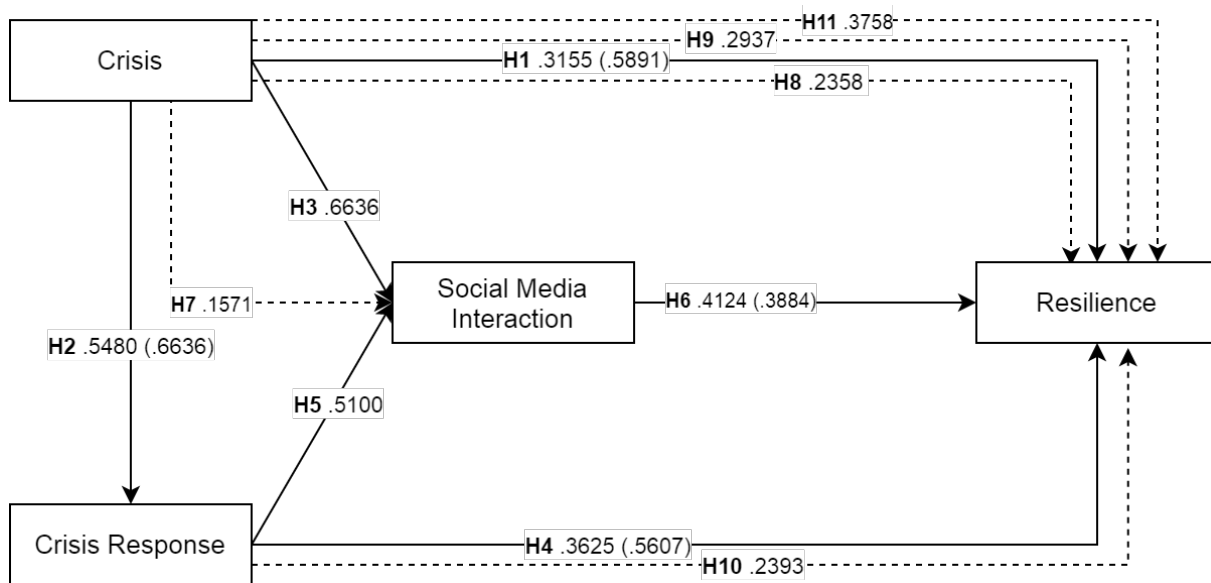 H11 .3758
H9 .2937
Crisis
H1 .3155 (.5891)
H8 .2358
H3 .6636
Social Media
Interaction
H7 .1571
H6 .4124 (.3884)
Resilience
H2 .5480 (.6636)
H5 .5100
Crisis Response
H4 .3625 (.5607)
H10 .2393